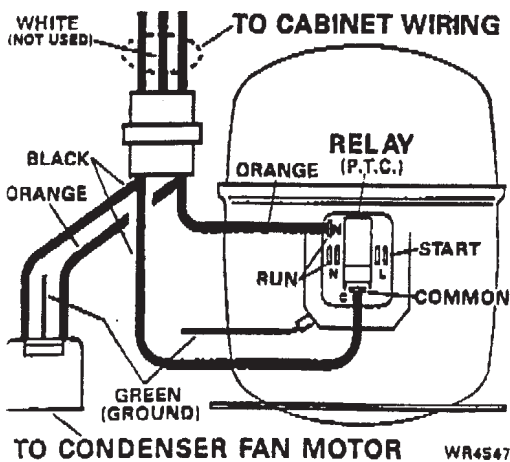 WHITE
(NOT USED)
TO CABINET WIRING
RELAY
(P.T.C.)
BLACK
ORANGE
ORANGE
N
START
RUN
N
L
C
COMMON
GREEN
(GROUND)
TO CONDENSER FAN MOTOR
WR4547